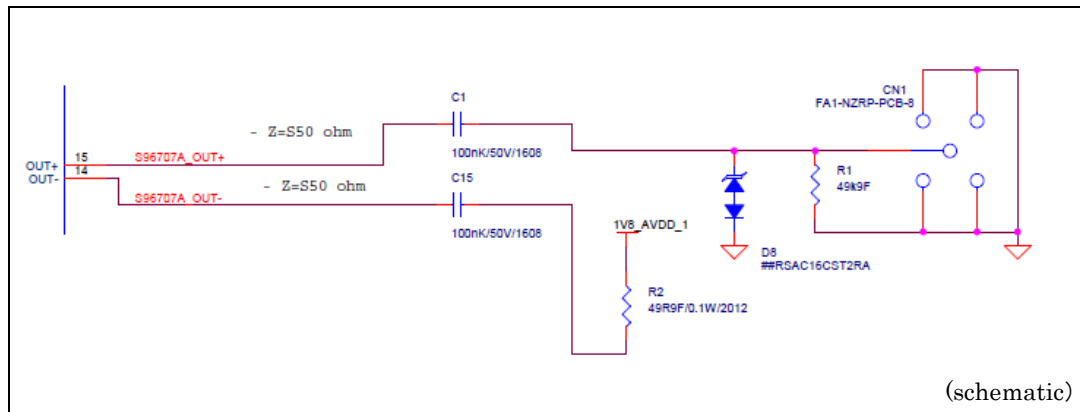 CN1
FA1-NZRP-PCB-8
C1
- Z=S50 ohm
100nK/50V/1608
OUT+ 15 S96707A_OUT+
OUT- 14
- Z=S50 ohm
S96707A_OUT-
C15
100nK/50V/1608
R1
49k9F
1V8_AVDD_1
D8
##RSAC16CST2RA
R2
49R9F/0.1W/2012
(schematic)